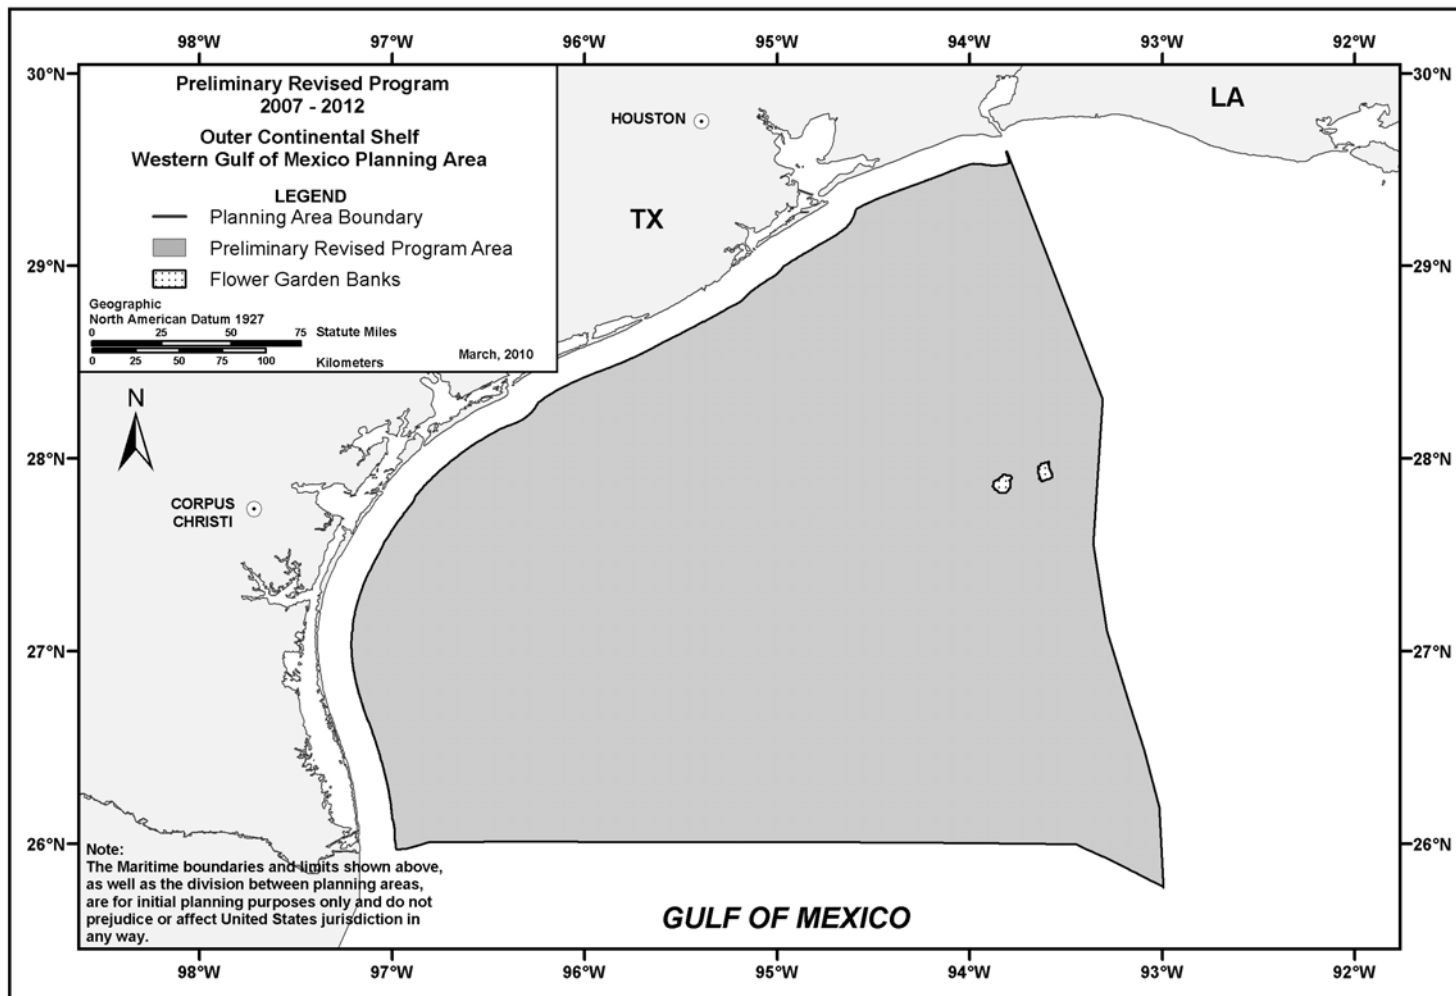 98°W 97°W 96°W 95°W 94°W 93°W 92°W
30°N 30°N
Preliminary Revised Program
2007 - 2012
Outer Continental Shelf
Western Gulf of Mexico Planning Area
LEGEND
Planning Area Boundary
Preliminary Revised Program Area
Flower Garden Banks
Geographic
North American Datum 1927
0 25 50 75 Statute Miles
0 25 50 75 100 Kilometers
March, 2010
HOUSTON
LA
TX
29°N 29°N
N
28°N 28°N
CORPUS
CHRISTI
27°N 27°N
26°N 26°N
Note:
The Maritime boundaries and limits shown above,
as well as the division between planning areas,
are for initial planning purposes only and do not
prejudice or affect United States jurisdiction in
any way.
GULF OF MEXICO
98°W 97°W 96°W 95°W 94°W 93°W 92°W